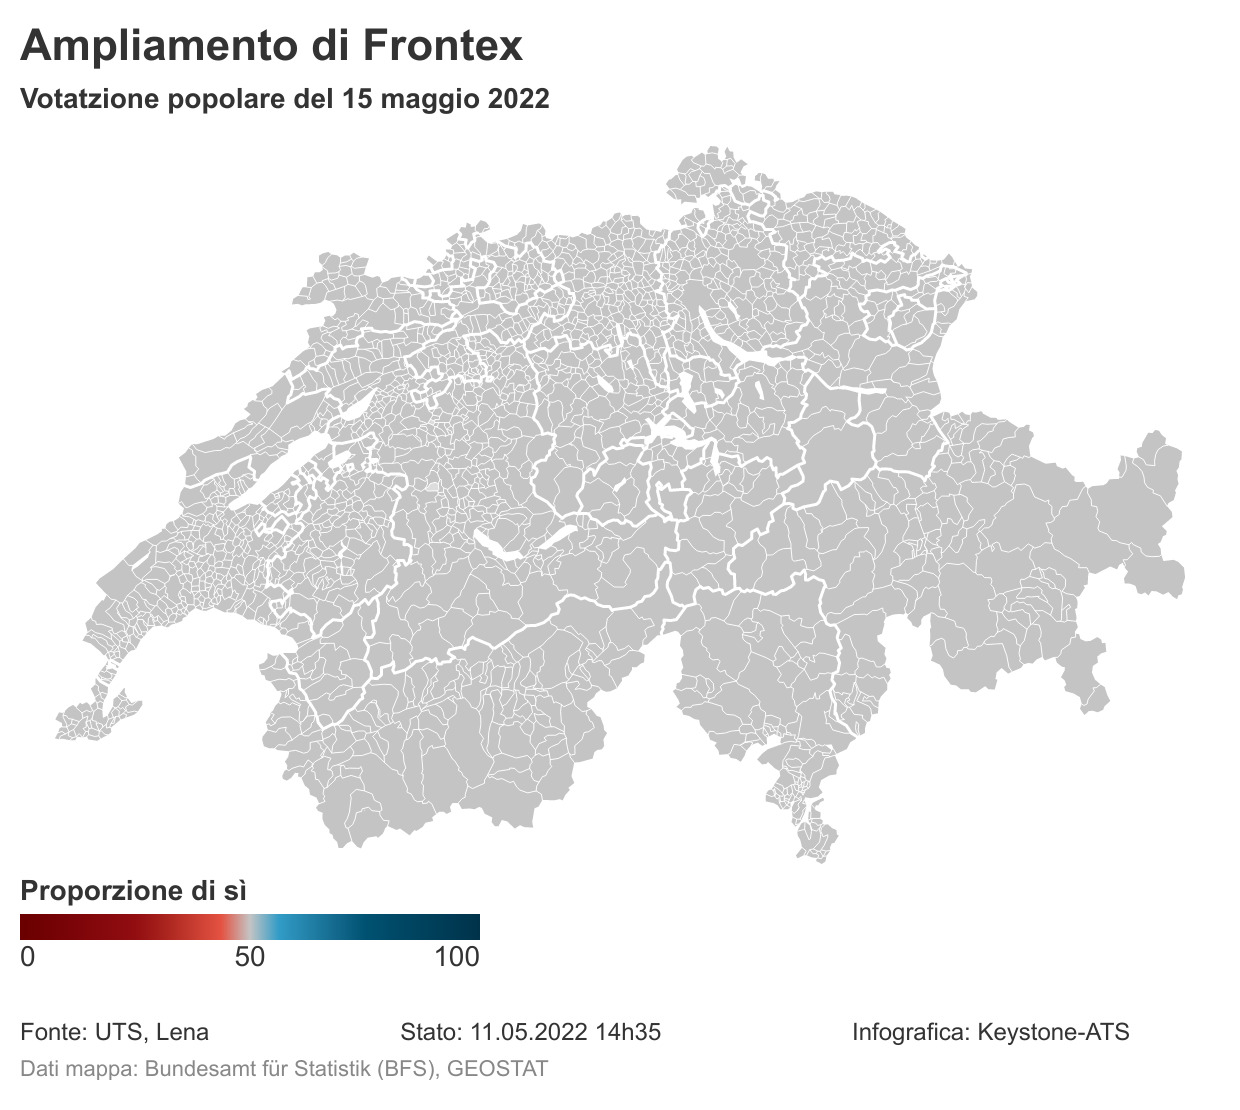 Ampliamento di Frontex
Votatzione popolare del 15 maggio 2022
Proporzione di sì
0 50 100
Fonte: UTS, Lena Stato: 11.05.2022 14h35 Infografica: Keystone-ATS
Dati mappa: Bundesamt für Statistik (BFS), GEOSTAT